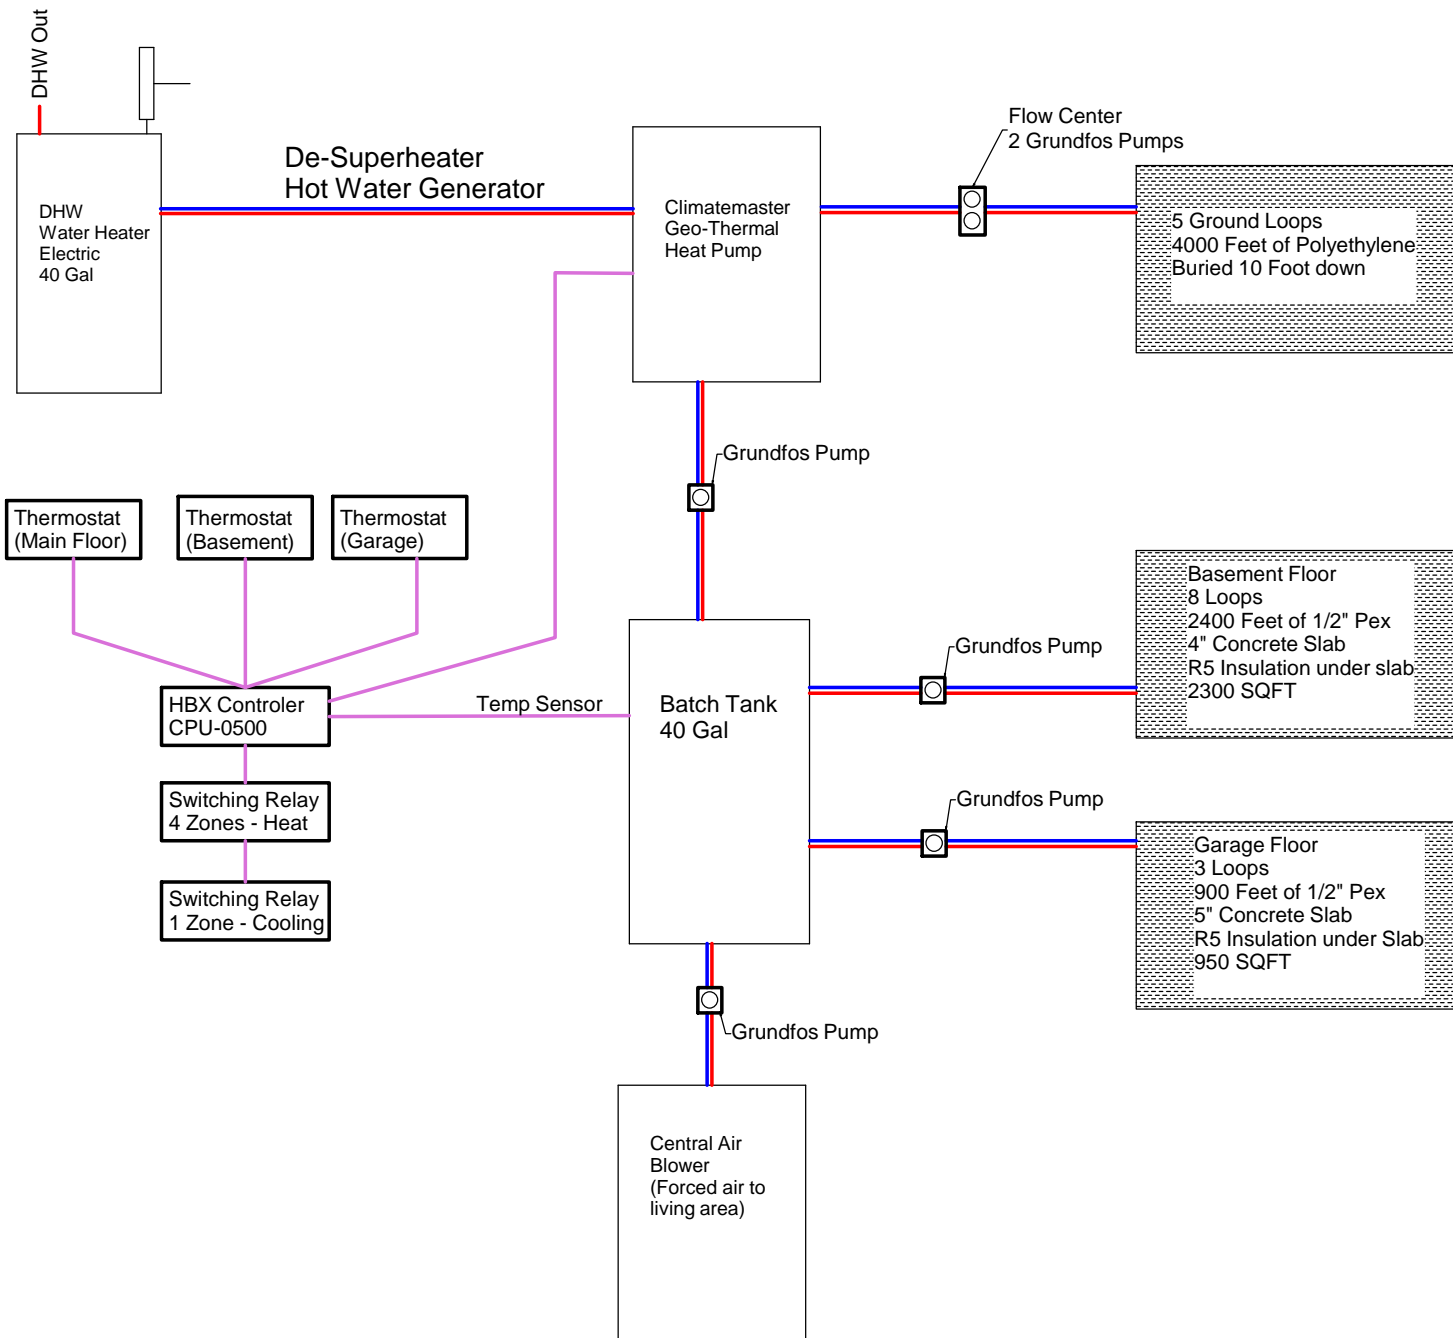 DHW Out
De-Superheater
Hot Water Generator
DHW
Water Heater
Electric
40 Gal
Climatemaster
Geo-Thermal
Heat Pump
Flow Center
2 Grundfos Pumps
5 Ground Loops
4000 Feet of Polyethylene
Buried 10 Foot down
Grundfos Pump
Thermostat
(Main Floor)
Thermostat
(Basement)
Thermostat
(Garage)
HBX Controler
CPU-0500
Temp Sensor
Switching Relay
4 Zones - Heat
Switching Relay
1 Zone - Cooling
Batch Tank
40 Gal
Grundfos Pump
Basement Floor
8 Loops
2400 Feet of 1/2" Pex
4" Concrete Slab
R5 Insulation under slab
2300 SQFT
Grundfos Pump
Garage Floor
3 Loops
900 Feet of 1/2" Pex
5" Concrete Slab
R5 Insulation under Slab
950 SQFT
Grundfos Pump
Central Air
Blower
(Forced air to
living area)